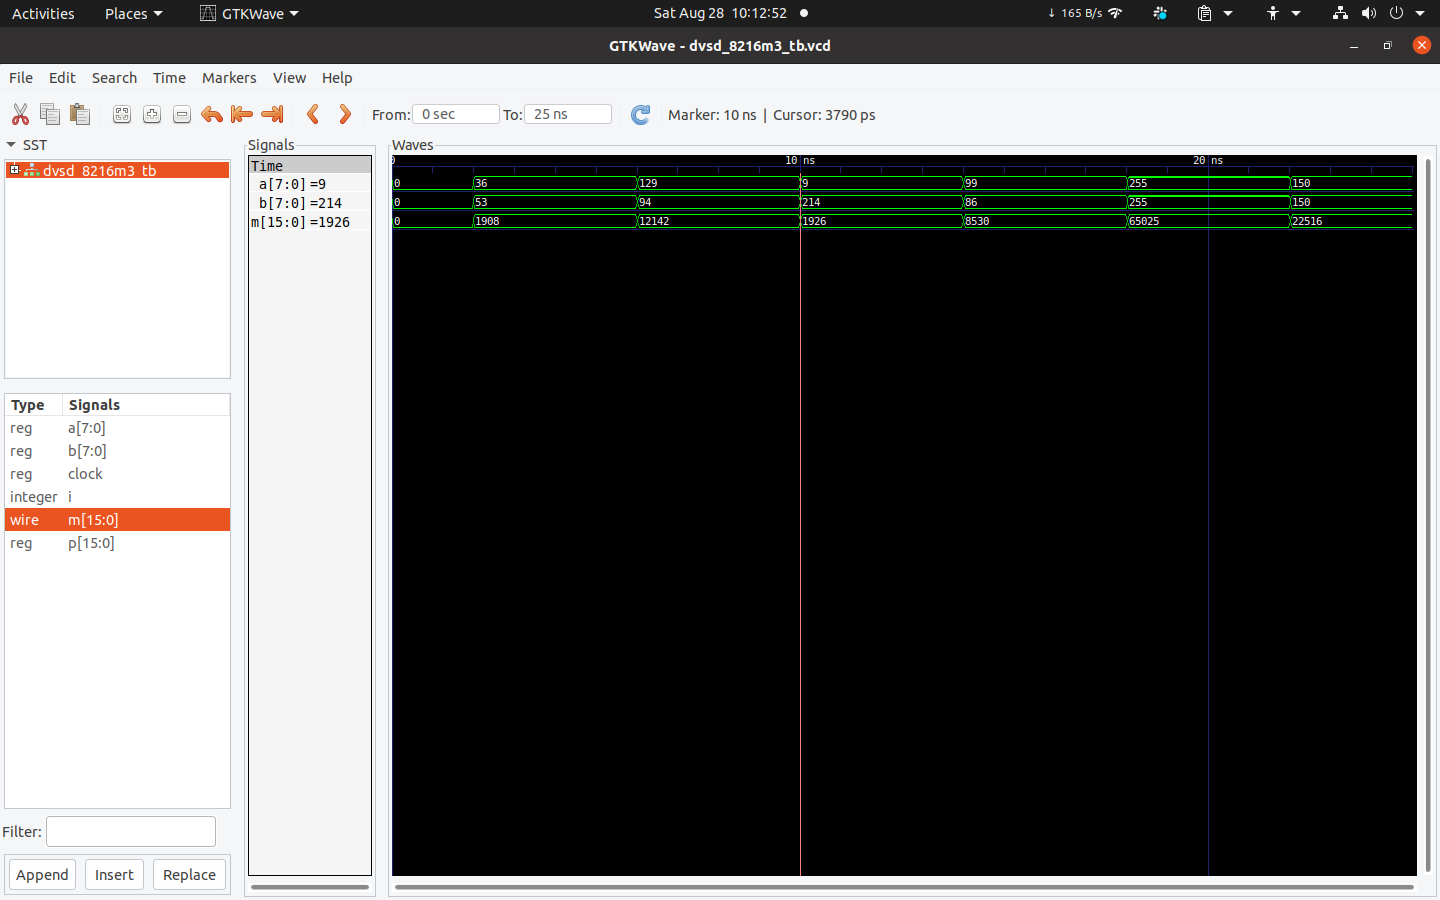 Activities Places GTKWave Sat Aug 28 10:12:52 ↓ 165 B/s
GTKWave - dvsd_8216m3_tb.vcd
File Edit Search Time Markers View Help
From: 0 sec To: 25 ns Marker: 10 ns | Cursor: 3790 ps
SST
dvsd_8216m3_tb
Type Signals
reg a[7:0]
reg b[7:0]
reg clock
integer i
wire m[15:0]
reg p[15:0]
Filter:
Append Insert Replace
Signals
Time
a[7:0] =9
b[7:0] =214
m[15:0] =1926
Waves
0 10 ns 20 ns
0 36 129 9 99 255 150
0 53 94 214 86 255 150
0 1908 12142 1926 8530 65025 22516